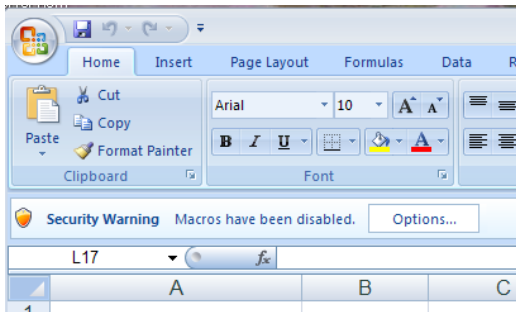 Home Insert Page Layout Formulas Data R
Cut
Copy
Format Painter
Paste
Clipboard
Arial 10 A A
B I U A
Font
Security Warning Macros have been disabled. Options...
L17 fx
A B C
1